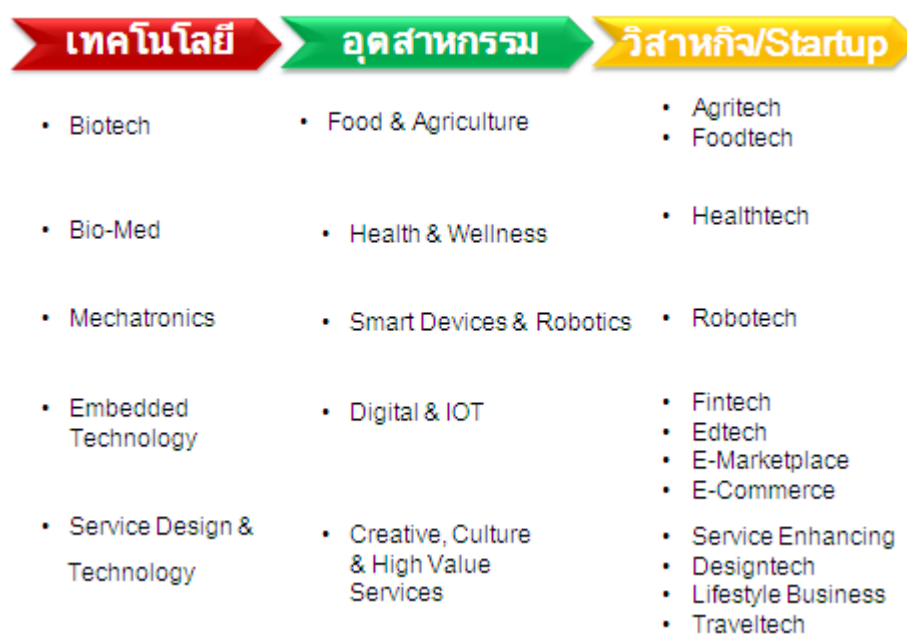 เทคโนโลยี
อุตสาหกรรม
วิสาหกิจ/Startup
• Biotech
• Food & Agriculture
• Agritech
• Foodtech
• Bio-Med
• Health & Wellness
• Healthtech
• Mechatronics
• Smart Devices & Robotics
• Robotech
• Embedded
Technology
• Digital & IOT
• Fintech
• Edtech
• E-Marketplace
• E-Commerce
• Service Design &
Technology
• Creative, Culture
& High Value
Services
• Service Enhancing
• Designtech
• Lifestyle Business
• Traveltech